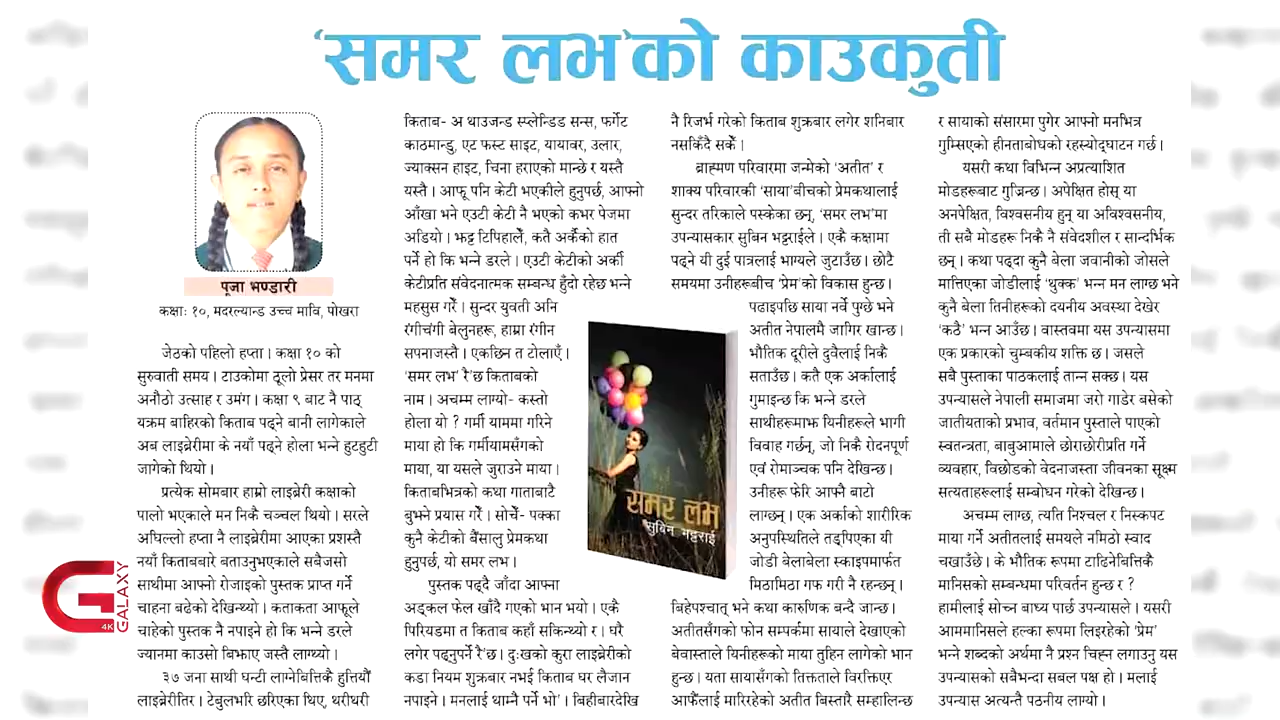 ‘समर लभ’को काउकुती
पूजा भण्डारी
कक्षाः १०, मदरल्यान्ड उच्च मावि, पोखरा
जेठको पहिलो हप्ता । कक्षा १० को
सुरुवाती समय । टाउकोमा ठूलो प्रेसर तर मनमा
अनौठो उत्साह र उमंग । कक्षा ९ बाट नै पाठ्
यक्रम बाहिरको किताब पढ्ने बानी लागेकाले
अब लाइब्रेरीमा के नयाँ पढ्ने होला भन्ने हुटहुटी
जागेको थियो ।
प्रत्येक सोमबार हाम्रो लाइब्रेरी कक्षाको
पालो भएकाले मन निकै चञ्चल थियो । सरले
अघिल्लो हप्ता नै लाइब्रेरीमा आएका प्रशस्तै
नयाँ किताबबारे बताउनुभएकाले सबैजसो
साथीमा आफ्नो रोजाइको पुस्तक प्राप्त गर्ने
चाहना बढेको देखिन्थ्यो । कताकता आफूले
चाहेको पुस्तक नै नपाइने हो कि भन्ने डरले
ज्यानमा काउसो बिझाए जस्तै लाग्थ्यो ।
३७ जना साथी घन्टी लाग्नेबित्तिकै हुत्तियौं
लाइब्रेरीतिर । टेबुलभरि छरिएका थिए, थरीथरी
किताब- अ थाउजन्ड स्प्लेन्डिड सन्स, फर्गेट
काठमान्डु, एट फस्ट साइट, यायावर, उलार,
ज्याक्सन हाइट, चिना हराएको मान्छे र यस्तै
यस्तै । आफू पनि केटी भएकीले हुनुपर्छ, आफ्नो
आँखा भने एउटी केटी नै भएको कभर पेजमा
अडियो । झट्ट टिपिहालेँ, कतै अर्कैको हात
पर्ने हो कि भन्ने डरले । एउटी केटीको अर्की
केटीप्रति संवेदनात्मक सम्बन्ध हुँदो रहेछ भन्ने
महसुस गरेँ । सुन्दर युवती अनि
रंगीचंगी बेलुनहरू, हाम्रा रंगीन
सपनाजस्तै । एकछिन त टोलाएँ ।
‘समर लभ’ रै’छ किताबको
नाम । अचम्म लाग्यो- कस्तो
होला यो ? गर्मी याममा गरिने
माया हो कि गर्मीयामसँगको
माया, या यसले जुराउने माया ।
किताबभित्रको कथा गाताबाटै
बुझ्ने प्रयास गरेँ । सोचेँ- पक्का
कुनै केटीको बैंसालु प्रेमकथा
हुनुपर्छ, यो समर लभ ।
पुस्तक पढ्दै जाँदा आफ्ना
अड्कल फेल खाँदै गएको भान भयो । एकै
पिरियडमा त किताब कहाँ सकिन्थ्यो र । घरै
लगेर पढ्नुपर्ने रै’छ । दुःखको कुरा लाइब्रेरीको
कडा नियम शुक्रबार नभई किताब घर लैजान
नपाइने । मनलाई थाम्नै पर्ने भो’ । बिहीबारदेखि
नै रिजर्भ गरेको किताब शुक्रबार लगेर शनिबार
नसकिँदै सकेँ ।
ब्राह्मण परिवारमा जन्मेको ‘अतीत’ र
शाक्य परिवारकी ‘साया’बीचको प्रेमकथालाई
सुन्दर तरिकाले पस्केका छन्, ‘समर लभ’मा
उपन्यासकार सुबिन भट्टराईले । एकै कक्षामा
पढ्ने यी दुई पात्रलाई भाग्यले जुटाउँछ । छोटै
समयमा उनीहरूबीच ‘प्रेम’को विकास हुन्छ ।
पढाइपछि साया नर्वे पुग्छे भने
अतीत नेपालमै जागिर खान्छ ।
भौतिक दूरीले दुवैलाई निकै
सताउँछ । कतै एक अर्कालाई
गुमाइन्छ कि भन्ने डरले
साथीहरूमाझ यिनीहरूले भागी
विवाह गर्छन्, जो निकै रोदनपूर्ण
एवं रोमाञ्चक पनि देखिन्छ ।
उनीहरू फेरि आफ्नै बाटो
लाग्छन् । एक अर्काको शारीरिक
अनुपस्थितिले तड्पिएका यी
जोडी बेलाबेला स्काइपमार्फत
मिठामिठा गफ गरी नै रहन्छन् ।
बिहेपश्चात् भने कथा कारुणिक बन्दै जान्छ ।
अतीतसँगको फोन सम्पर्कमा सायाले देखाएको
बेवास्ताले यिनीहरूको माया तुहिन लागेको भान
हुन्छ । यता सायासँगको तिक्तताले विरक्तिएर
आफैँलाई मारिरहेको अतीत बिस्तारै सम्हालिन्छ
समर लभ
सुबिन भट्टराई
र सायाको संसारमा पुगेर आफ्नो मनभित्र
गुम्सिएको हीनताबोधको रहस्योद्घाटन गर्छ ।
यसरी कथा विभिन्न अप्रत्याशित
मोडहरूबाट गुज्रिन्छ । अपेक्षित होस् या
अनपेक्षित, विश्वसनीय हुन् या अविश्वसनीय,
ती सबै मोडहरू निकै नै संवेदशील र सान्दर्भिक
छन् । कथा पढ्दा कुनै बेला जवानीको जोसले
मात्तिएका जोडीलाई ‘थुक्क’ भन्न मन लाग्छ भने
कुनै बेला तिनीहरूको दयनीय अवस्था देखेर
‘कठै’ भन्न आउँछ । वास्तवमा यस उपन्यासमा
एक प्रकारको चुम्बकीय शक्ति छ । जसले
सबै पुस्ताका पाठकलाई तान्न सक्छ । यस
उपन्यासले नेपाली समाजमा जरो गाडेर बसेको
जातीयताको प्रभाव, वर्तमान पुस्ताले पाएको
स्वतन्त्रता, बाबुआमाले छोराछोरीप्रति गर्ने
व्यवहार, विछोडको वेदनाजस्ता जीवनका सूक्ष्म
सत्यताहरूलाई सम्बोधन गरेको देखिन्छ ।
अचम्म लाग्छ, त्यति निश्चल र निस्कपट
माया गर्ने अतीतलाई समयले नमिठो स्वाद
चखाउँछै । के भौतिक रूपमा टाढिनेबित्तिकै
मानिसको सम्बन्धमा परिवर्तन हुन्छ र ?
हामीलाई सोच्न बाध्य पार्छ उपन्यासले । यसरी
आममानिसले हल्का रूपमा लिइरहेको ‘प्रेम’
भन्ने शब्दको अर्थमा नै प्रश्न चिह्न लगाउनु यस
उपन्यासको सबैभन्दा सबल पक्ष हो । मलाई
उपन्यास अत्यन्तै पठनीय लाग्यो ।
G
4K
GALAXY